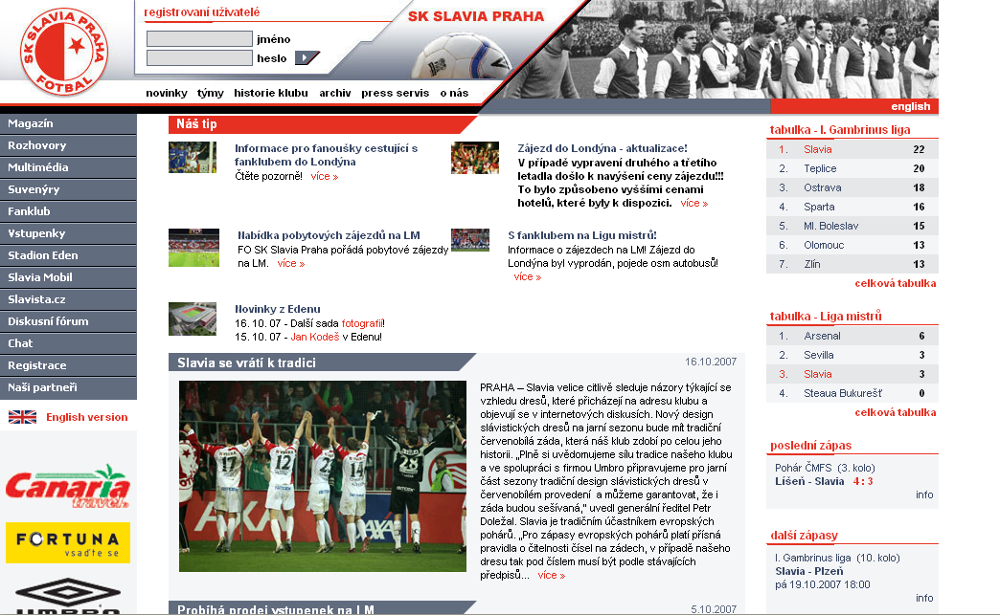 SK SLAVIA PRAHA
FOTBAL
registrovaní uživatelé
jméno
heslo
SK SLAVIA PRAHA
novinky týmy historie klubu archiv press servis o nás
english
Magazín
Rozhovory
Multimédia
Suvenýry
Fanklub
Vstupenky
Stadion Eden
Slavia Mobil
Slavista.cz
Diskusní fórum
Chat
Registrace
Naši partneři
English version
Canaria
travel
FORTUNA
vsaďte se
UMBRO
Náš tip
Informace pro fanoušky cestující s
fanklubem do Londýna
Čtěte pozorně! více »
Zájezd do Londýna - aktualizace!
V případě vypravení druhého a třetího
letadla došlo k navýšení ceny zájezdu!!!
To bylo způsobeno vyššími cenami
hotelů, které byly k dispozici. více »
Nabídka pobytových zájezdů na LM
FO SK Slavia Praha pořádá pobytové zájezdy
na LM. více »
S fanklubem na Ligu mistrů!
Informace o zájezdech na LM! Zájezd do
Londýna byl vyprodán, pojede osm autobusů!
více »
Novinky z Edenu
16. 10. 07 - Další sada fotografií!
15. 10. 07 - Jan Kodeš v Edenu!
Slavia se vrátí k tradici
16.10.2007
17
12
14
28
AXA
AXA
PRAHA – Slavia velice citlivě sleduje názory týkající se
vzhledu dresů, které přicházejí na adresu klubu a
objevují se v internetových diskusích. Nový design
slávistických dresů na jarní sezonu bude mít tradiční
červenobílá záda, která náš klub zdobí po celou jeho
historii. „Plně si uvědomujeme sílu tradice našeho klubu
a ve spolupráci s firmou Umbro připravujeme pro jarní
část sezony tradiční design slávistických dresů v
červenobílém provedení a můžeme garantovat, že i
záda budou sešívaná,“ uvedl generální ředitel Petr
Doležal. Slavia je tradičním účastníkem evropských
pohárů. „Pro zápasy evropských pohárů platí přísná
pravidla o čitelnosti čísel na zádech, v případě našeho
dresu tak pod číslem musí být podle stávajících
předpisů... více »
Probíhá prodej vstupenek na LM
5.10.2007
tabulka - I. Gambrinus liga
1. Slavia 22
2. Teplice 20
3. Ostrava 18
4. Sparta 16
5. Ml. Boleslav 15
6. Olomouc 13
7. Zlín 13
celková tabulka
tabulka - Liga mistrů
1. Arsenal 6
2. Sevilla 3
3. Slavia 3
4. Steaua Bukurešť 0
celková tabulka
poslední zápas
Pohár ČMFS (3. kolo)
Líšeň - Slavia 4 : 3
info
další zápasy
I. Gambrinus liga (10. kolo)
Slavia - Plzeň
pá 19.10.2007 18:00
info